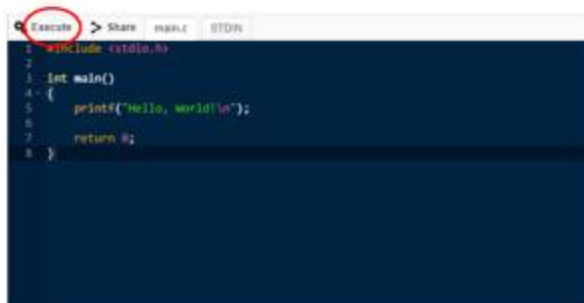 Execute Share main.c STDIN
1 #include <stdio.h>
2
3 int main()
4 {
5 printf("Hello, World!\n");
6
7 return 0;
8 }